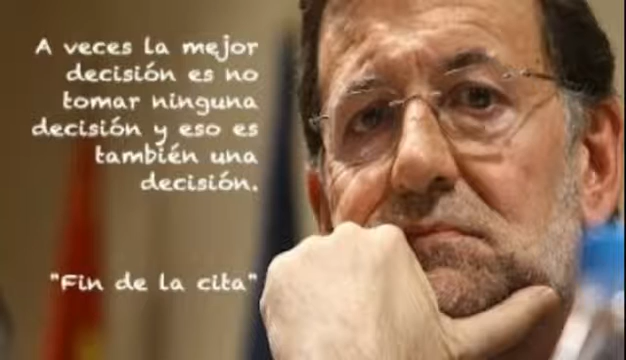 A veces la mejor
decisión es no
tomar ninguna
decisión y eso es
también una
decisión.
"Fin de la cita"